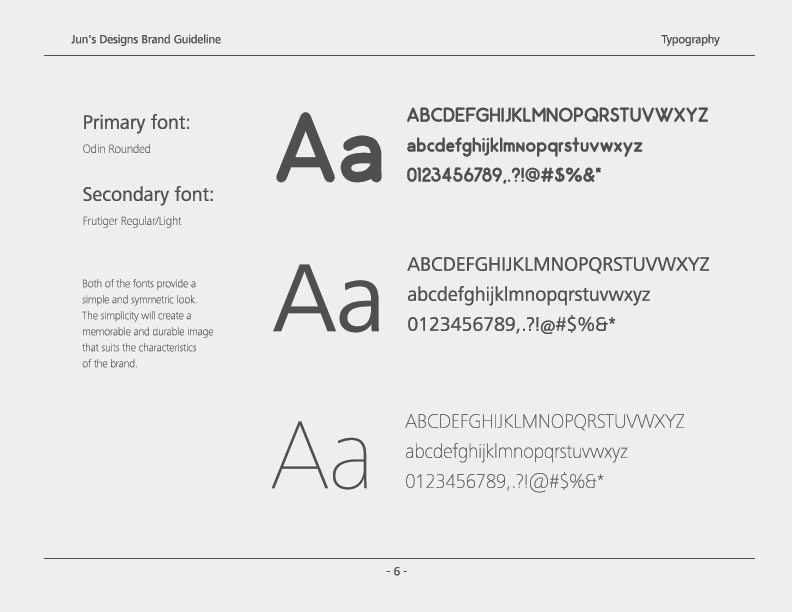 Jun's Designs Brand Guideline
Typography
Primary font:
Odin Rounded
Secondary font:
Frutiger Regular/Light
Both of the fonts provide a
simple and symmetric look.
The simplicity will create a
memorable and durable image
that suits the characteristics
of the brand.
Aa
ABCDEFGHIJKLMNOPQRSTUVWXYZ
abcdefghijklmnopqrstuvwxyz
0123456789,.?!@#$%&*
Aa
ABCDEFGHIJKLMNOPQRSTUVWXYZ
abcdefghijklmnopqrstuvwxyz
0123456789,.?!@#$%&*
Aa
ABCDEFGHIJKLMNOPQRSTUVWXYZ
abcdefghijklmnopqrstuvwxyz
0123456789,.?!@#$%&*
- 6 -